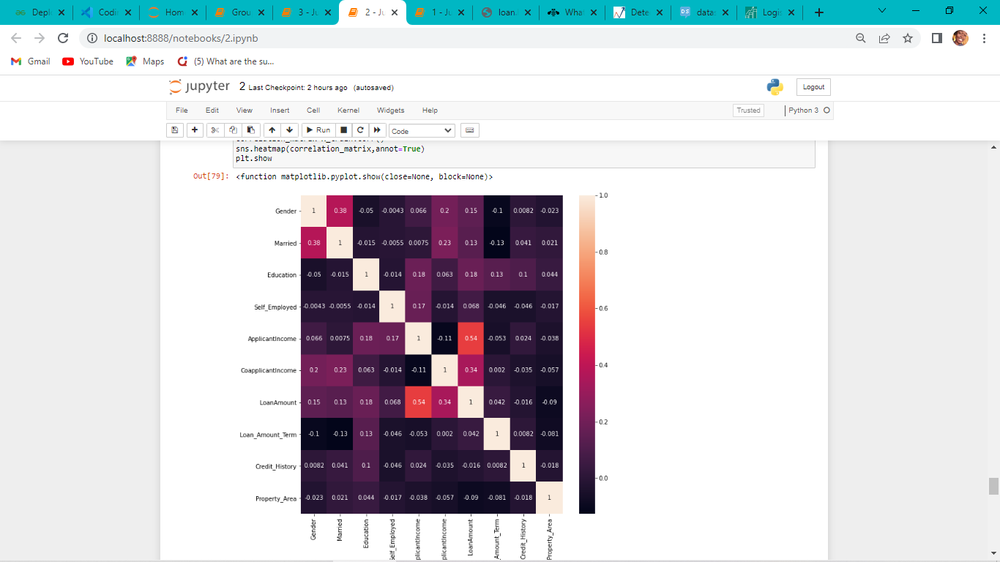 Depl
Codi
Hom
Grou
3 - Ju
2 - Ju
1 - Ju
loan.
Wha
Dete
data
Logis
localhost:8888/notebooks/2.ipynb
Gmail
YouTube
Maps
(5) What are the su...
jupyter 2 Last Checkpoint: 2 hours ago (autosaved)
Logout
File Edit View Insert Cell Kernel Widgets Help
Trusted
Python 3
Run
Code
sns.heatmap(correlation_matrix,annot=True)
plt.show
Out[79]: <function matplotlib.pyplot.show(close=None, block=None)>
Gender 1 0.38 -0.05 -0.0043 0.066 0.2 0.15 -0.1 0.0082 -0.023
Married 0.38 1 -0.015 -0.0055 0.0075 0.23 0.13 -0.13 0.041 0.021
Education -0.05 -0.015 1 -0.014 0.18 0.063 0.18 0.13 0.1 0.044
Self_Employed -0.0043 -0.0055 -0.014 1 0.17 -0.014 0.068 -0.046 -0.046 -0.017
ApplicantIncome 0.066 0.0075 0.18 0.17 1 -0.11 0.54 -0.053 0.024 -0.038
CoapplicantIncome 0.2 0.23 0.063 -0.014 -0.11 1 0.34 0.002 -0.035 -0.057
LoanAmount 0.15 0.13 0.18 0.068 0.54 0.34 1 0.042 -0.016 -0.09
Loan_Amount_Term -0.1 -0.13 0.13 -0.046 -0.053 0.002 0.042 1 0.0082 -0.081
Credit_History 0.0082 0.041 0.1 -0.046 0.024 -0.035 -0.016 0.0082 1 -0.018
Property_Area -0.023 0.021 0.044 -0.017 -0.038 -0.057 -0.09 -0.081 -0.018 1
Gender
Married
Education
Self_Employed
plicantIncome
plicantIncome
LoanAmount
Amount_Term
Credit_History
Property_Area
1.0
0.8
0.6
0.4
0.2
0.0